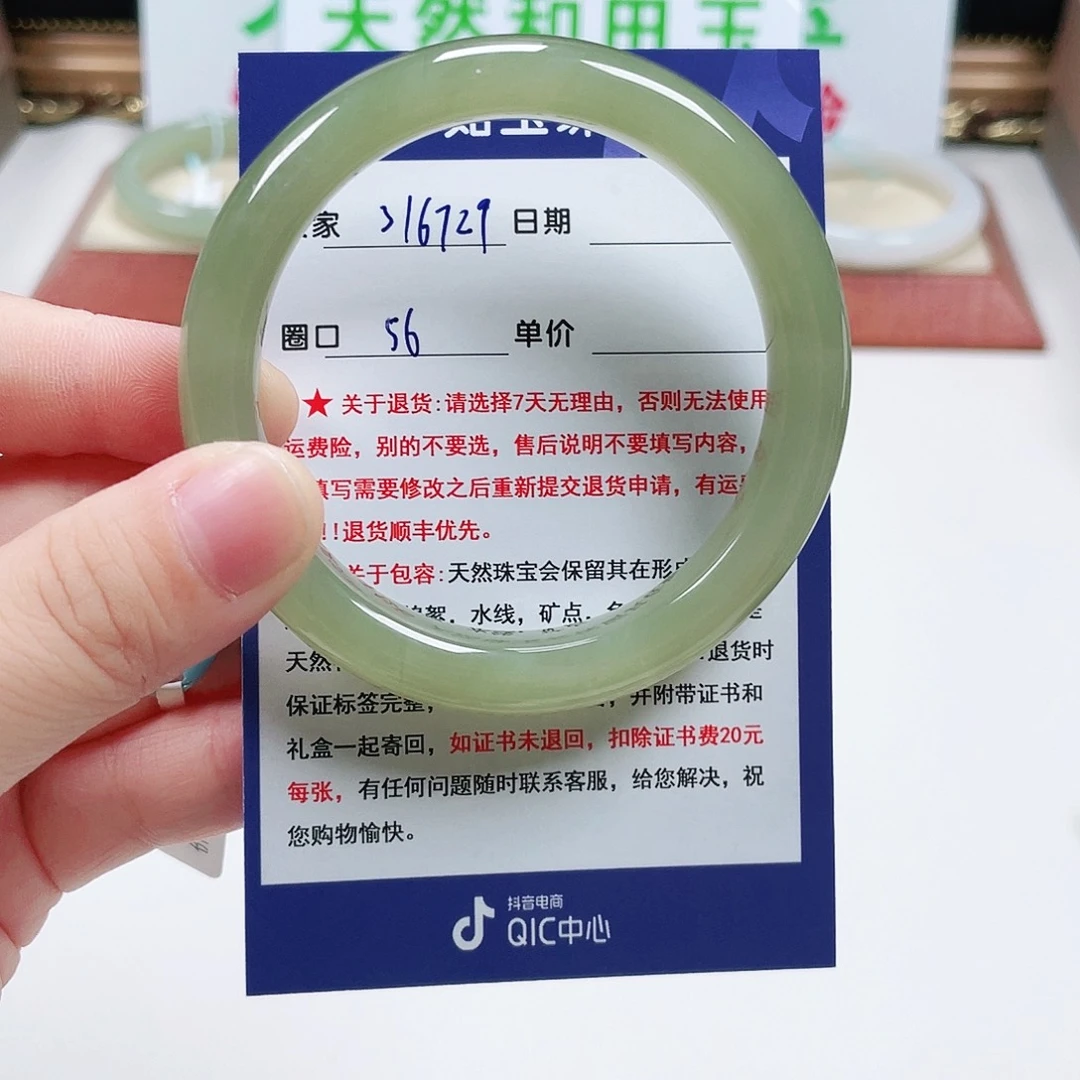 天然和田玉
家 316729 日期
圈口 56 单价
★ 关于退货:请选择7天无理由，否则无法使用
运费险，别的不要选，售后说明不要填写内容，
填写需要修改之后重新提交退货申请，有运
!!退货顺丰优先。
关于包容:天然珠宝会保留其在形
絮，水线，矿点，
天然 退货时
保证标签完整， 并附带证书和
礼盒一起寄回，如证书未退回，扣除证书费20元
每张，有任何问题随时联系客服，给您解决，祝
您购物愉快。
抖音电商
QIC中心